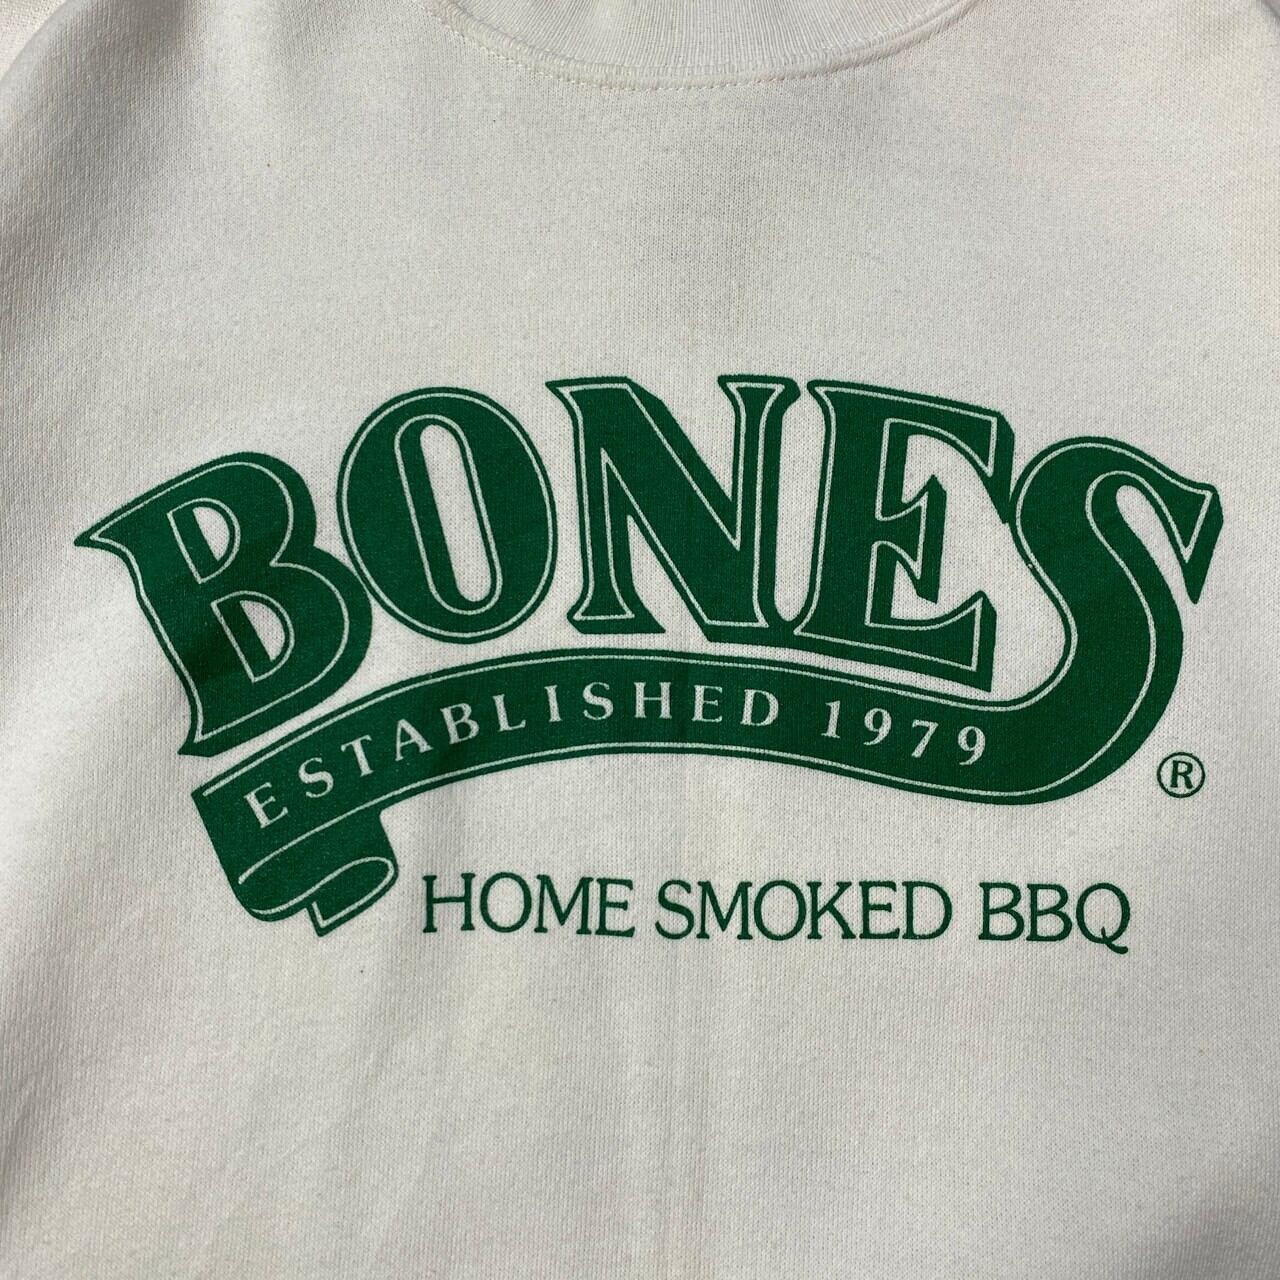 BONES
ESTABLISHED 1979
®
HOME SMOKED BBQ